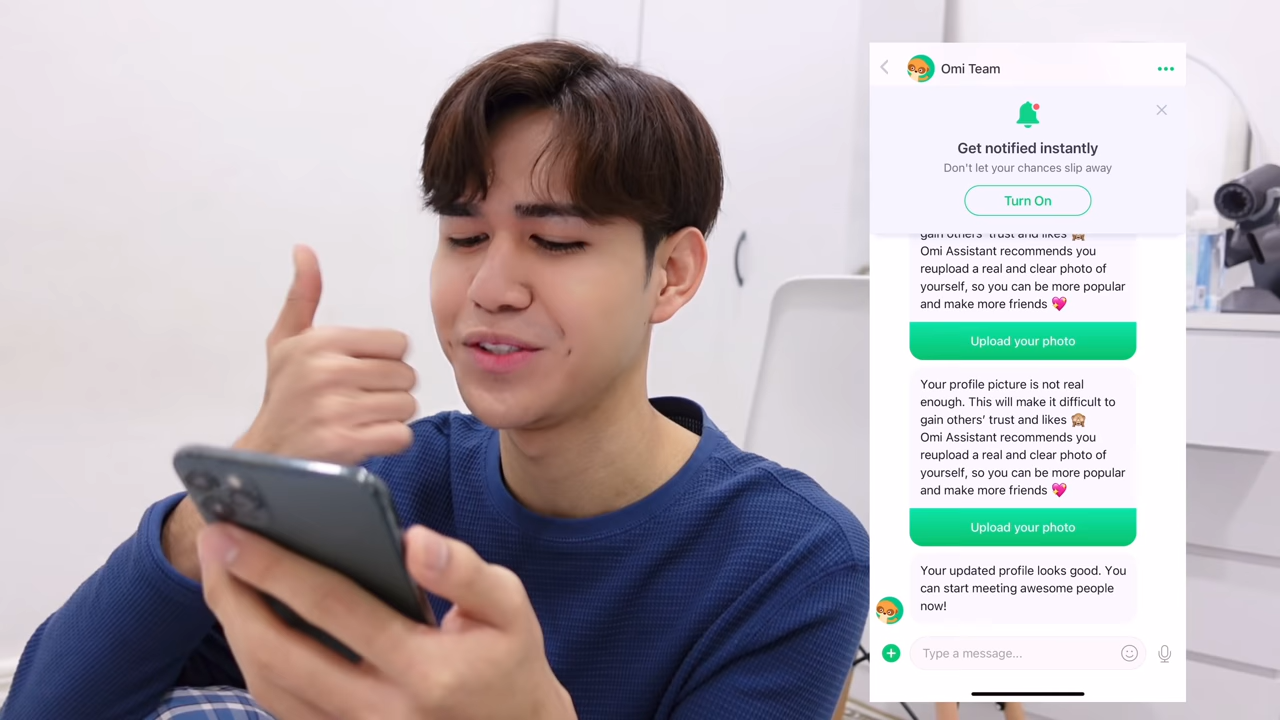 Omi Team
Get notified instantly
Don't let your chances slip away
Turn On
gain others' trust and likes 🙈
Omi Assistant recommends you
reupload a real and clear photo of
yourself, so you can be more popular
and make more friends 💖
Upload your photo
Your profile picture is not real
enough. This will make it difficult to
gain others' trust and likes 🙈
Omi Assistant recommends you
reupload a real and clear photo of
yourself, so you can be more popular
and make more friends 💖
Upload your photo
Your updated profile looks good. You
can start meeting awesome people
now!
Type a message...